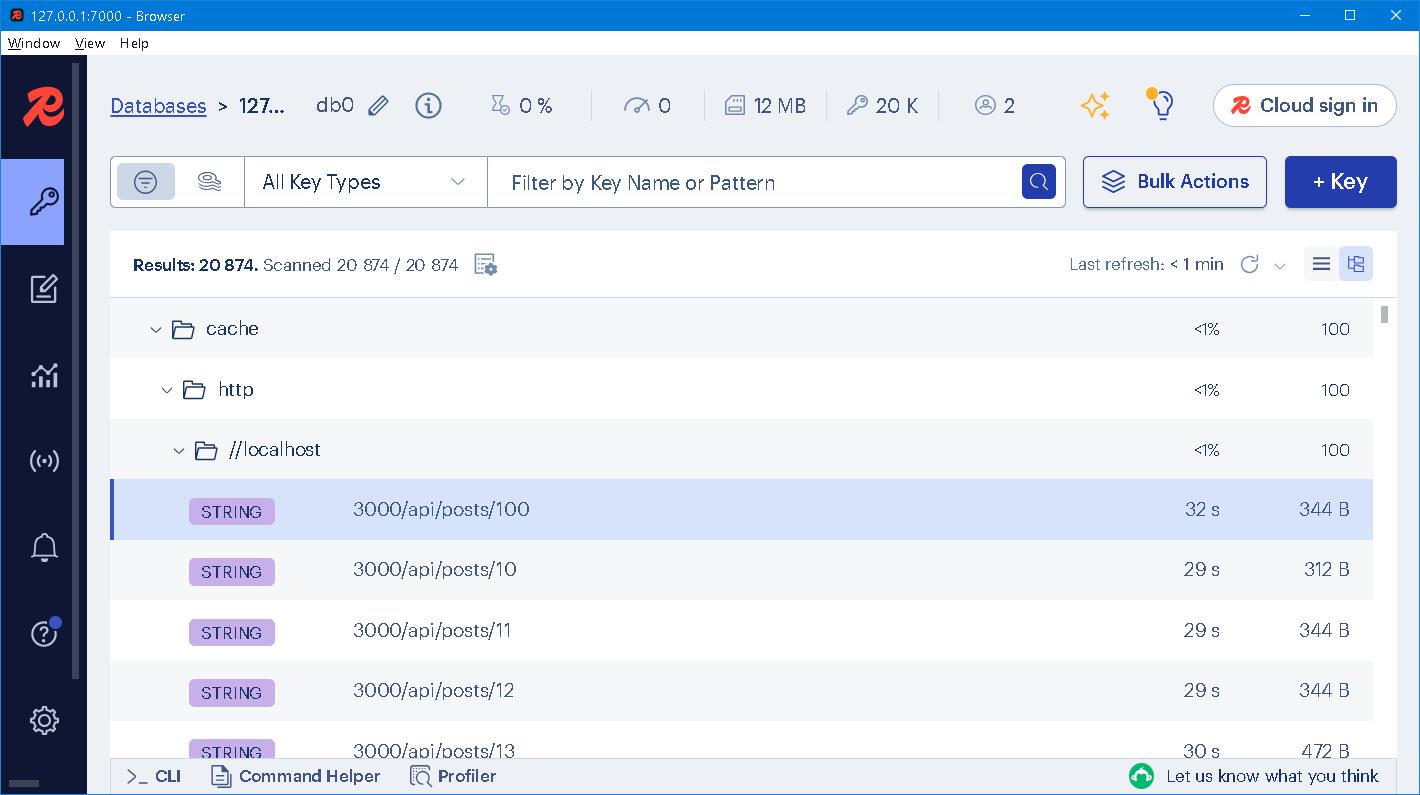 127.0.0.1:7000 - Browser
Window View Help
Databases > 127... db0 0 % 0 12 MB 20 K 2 Cloud sign in
All Key Types Filter by Key Name or Pattern Bulk Actions + Key
Results: 20 874. Scanned 20 874 / 20 874 Last refresh: < 1 min
cache <1% 100
http <1% 100
//localhost <1% 100
STRING 3000/api/posts/100 32 s 344 B
STRING 3000/api/posts/10 29 s 312 B
STRING 3000/api/posts/11 29 s 344 B
STRING 3000/api/posts/12 29 s 344 B
STRING 3000/api/posts/13 30 s 472 B
>_ CLI Command Helper Profiler Let us know what you think